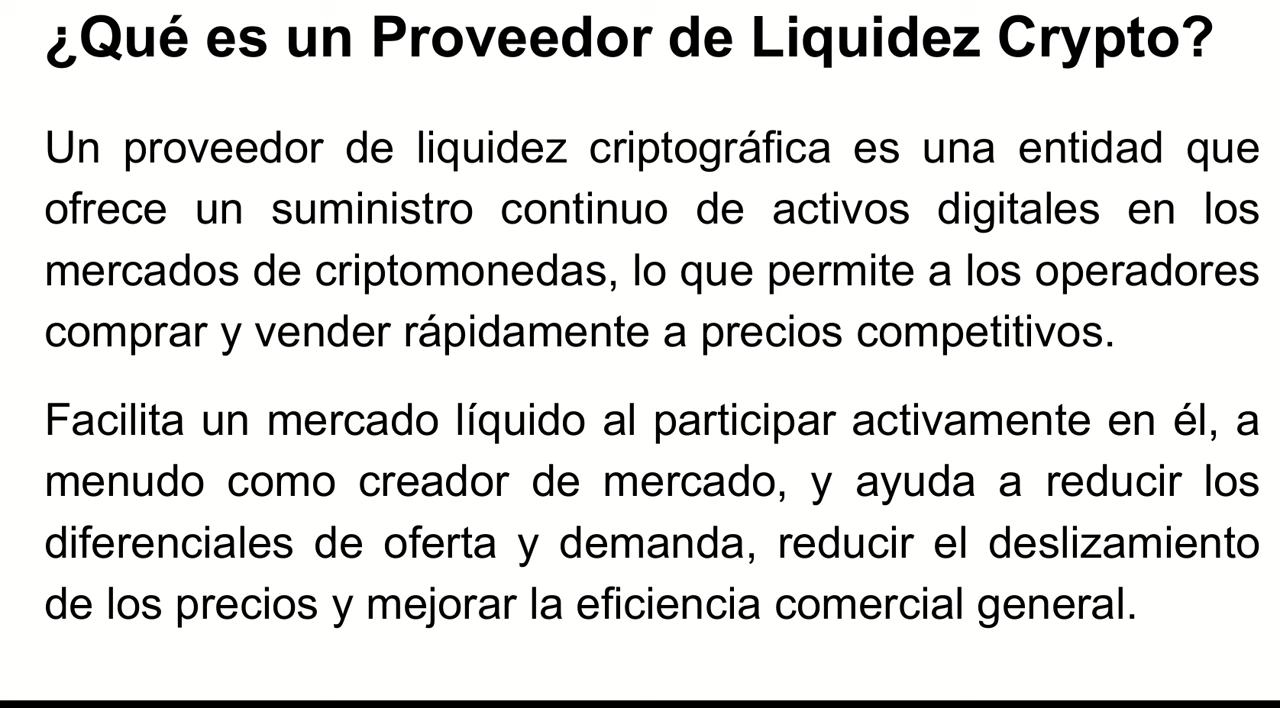 ¿Qué es un Proveedor de Liquidez Crypto?
Un proveedor de liquidez criptográfica es una entidad que
ofrece un suministro continuo de activos digitales en los
mercados de criptomonedas, lo que permite a los operadores
comprar y vender rápidamente a precios competitivos.
Facilita un mercado líquido al participar activamente en él, a
menudo como creador de mercado, y ayuda a reducir los
diferenciales de oferta y demanda, reducir el deslizamiento
de los precios y mejorar la eficiencia comercial general.